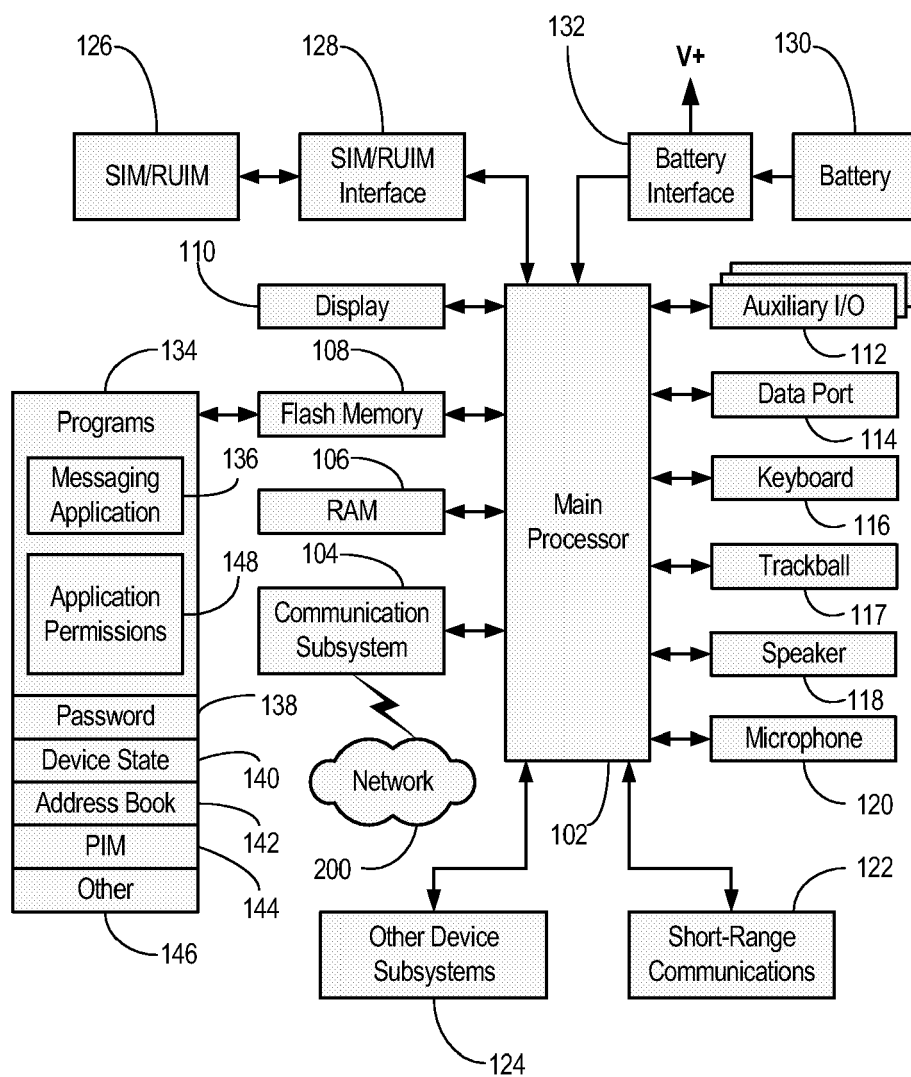 126
128
132
V+
130
SIM/RUIM
SIM/RUIM
Interface
Battery
Interface
Battery
110
Display
Auxiliary I/O
112
134
108
Programs
Flash Memory
Data Port
114
Messaging
Application
136
106
RAM
Keyboard
116
Main
Processor
148
104
Application
Permissions
Communication
Subsystem
Trackball
117
Speaker
118
Password
138
Device State
140
Network
Microphone
120
Address Book
142
102
PIM
144
200
122
Other
146
Other Device
Subsystems
Short-Range
Communications
124